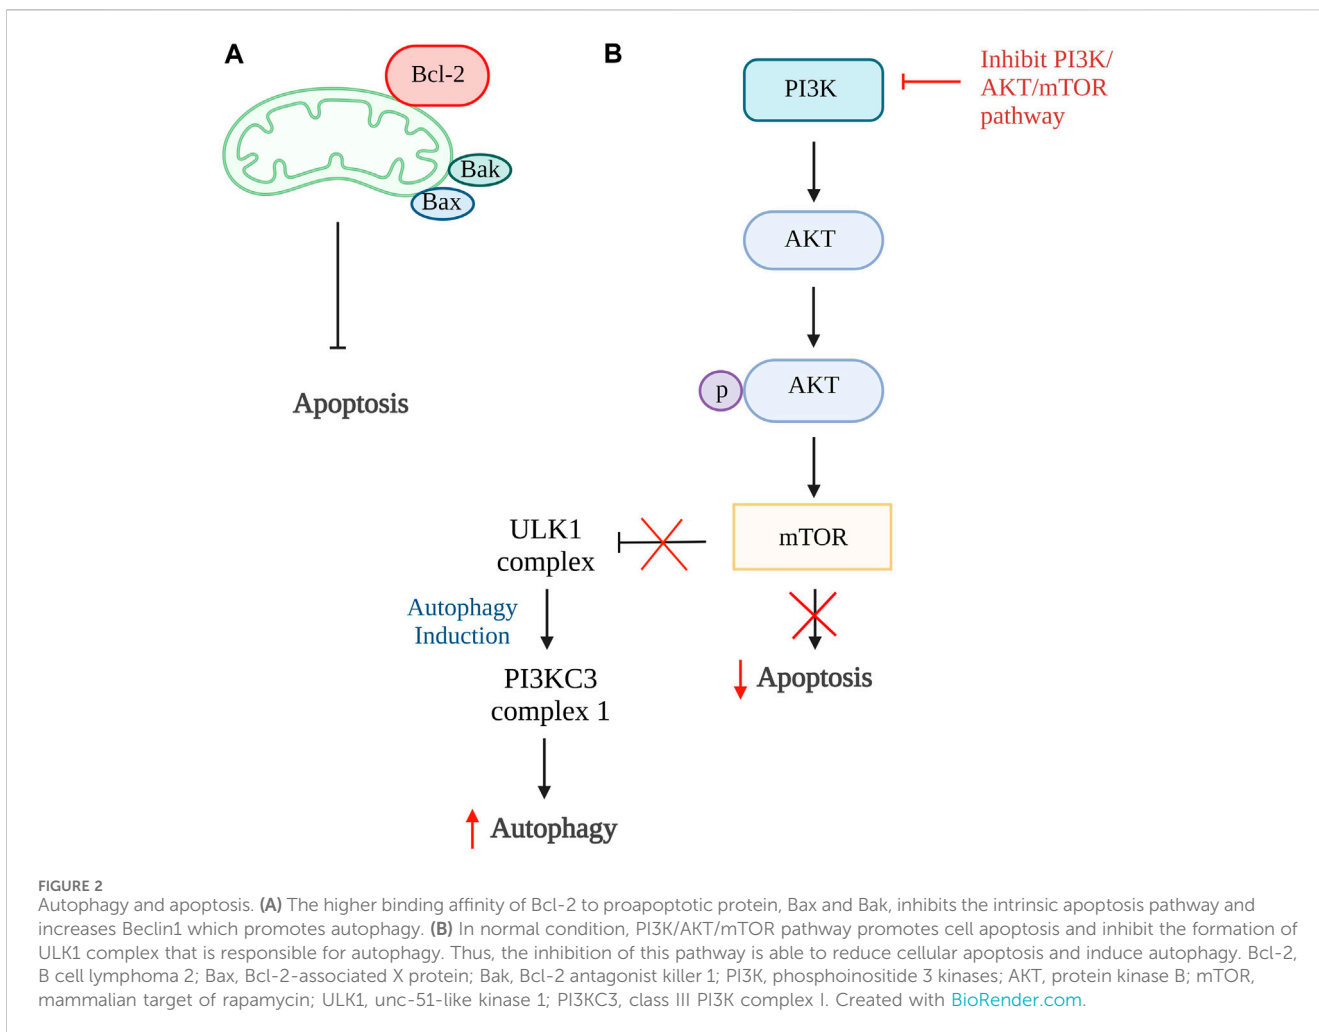 A
Bcl-2
Bak
Bax
Apoptosis
B
PI3K
Inhibit PI3K/
AKT/mTOR
pathway
AKT
p
AKT
mTOR
ULK1
complex
Autophagy
Induction
PI3KC3
complex 1
Autophagy
Apoptosis
FIGURE 2
Autophagy and apoptosis. (A) The higher binding affinity of Bcl-2 to proapoptotic protein, Bax and Bak, inhibits the intrinsic apoptosis pathway and
increases Beclin1 which promotes autophagy. (B) In normal condition, PI3K/AKT/mTOR pathway promotes cell apoptosis and inhibit the formation of
ULK1 complex that is responsible for autophagy. Thus, the inhibition of this pathway is able to reduce cellular apoptosis and induce autophagy. Bcl-2,
B cell lymphoma 2; Bax, Bcl-2-associated X protein; Bak, Bcl-2 antagonist killer 1; PI3K, phosphoinositide 3 kinases; AKT, protein kinase B; mTOR,
mammalian target of rapamycin; ULK1, unc-51-like kinase 1; PI3KC3, class III PI3K complex I. Created with BioRender.com.